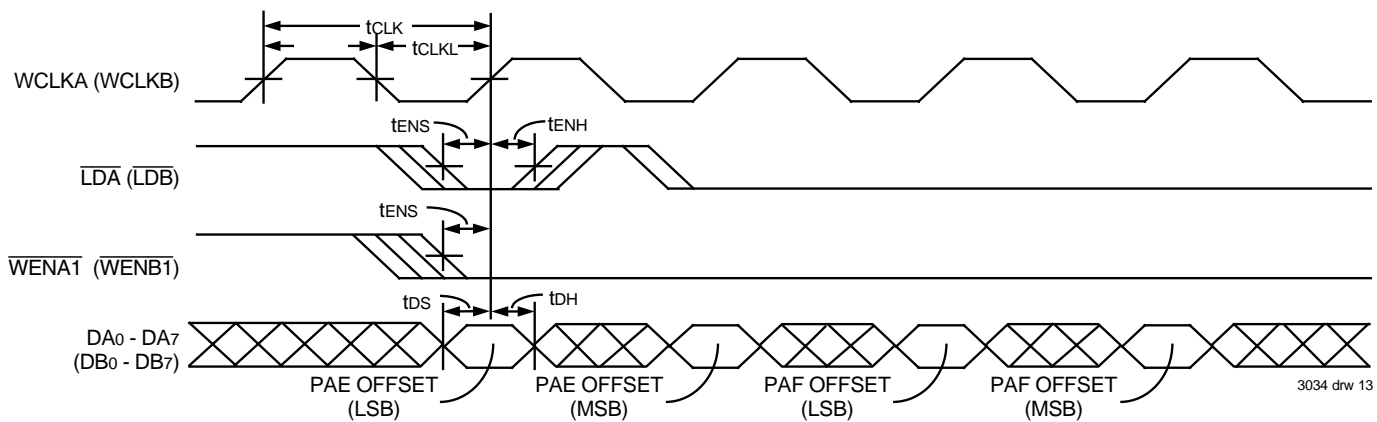 tCLK
tCLKL
WCLKA (WCLKB)
tENS
tENH
LDA (LDB)
tENS
WENA1 (WENB1)
tDS
tDH
DA0 - DA7
(DB0 - DB7)
PAE OFFSET
(LSB)
PAE OFFSET
(MSB)
PAF OFFSET
(LSB)
PAF OFFSET
(MSB)
3034 drw 13